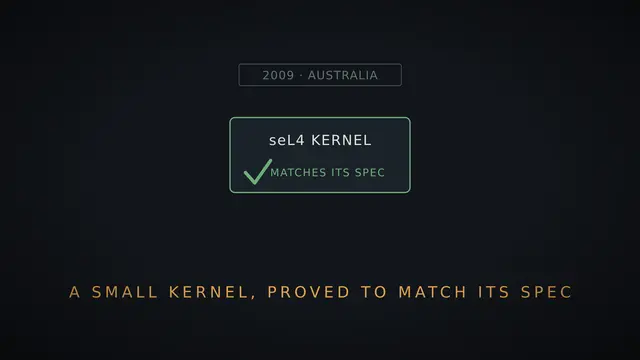 2009 · AUSTRALIA
seL4 KERNEL
MATCHES ITS SPEC
A SMALL KERNEL, PROVED TO MATCH ITS SPEC